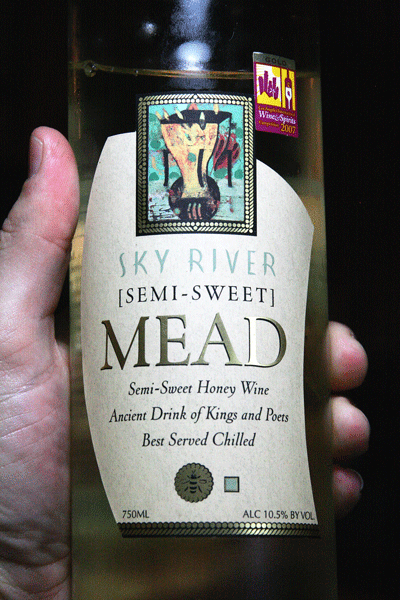 GOLD
Wine&Spirits
2007
SKY RIVER
[SEMI-SWEET]
MEAD
Semi-Sweet Honey Wine
Ancient Drink of Kings and Poets
Best Served Chilled
750ML
ALC 10.5% BY VOL